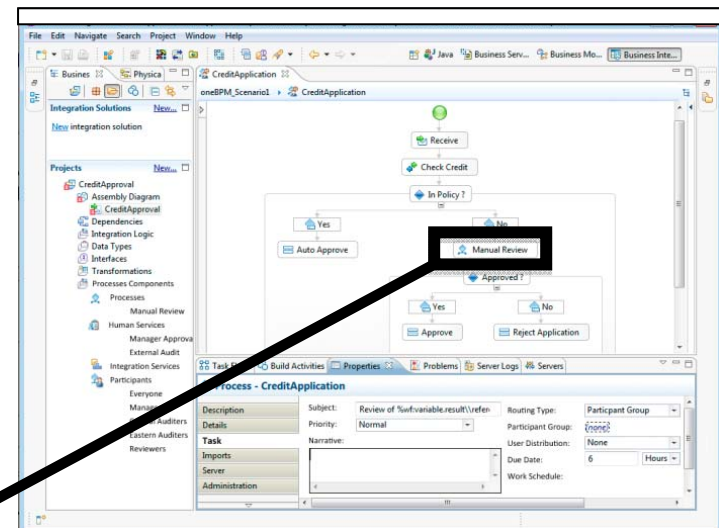 File Edit Navigate Search Project Window Help
Java Business Serv... Business Mo... Business Inte...
Busines Physica
CreditApplication
oneBPM_Scenario1 CreditApplication
Integration Solutions New...
New integration solution
Projects New...
CreditApproval
Assembly Diagram
CreditApproval
Dependencies
Integration Logic
Data Types
Interfaces
Transformations
Processes Components
Processes
Manual Review
Human Services
Manager Approva
External Audit
Integration Services
Participants
Everyone
Auditers
Eastern Auditers
Reviewers
Receive
Check Credit
In Policy ?
Yes No
Auto Approve Manual Review
Approved ?
Yes No
Approve Reject Application
Build Activities Properties Problems Server Logs Servers
Process - CreditApplication
Description
Details
Task
Imports
Server
Administration
Subject: Review of %wf:variable.result\\refer
Priority: Normal
Narrative:
Routing Type: Particpant Group
Participant Group: (none)
User Distribution: None
Due Date: 6 Hours
Work Schedule: